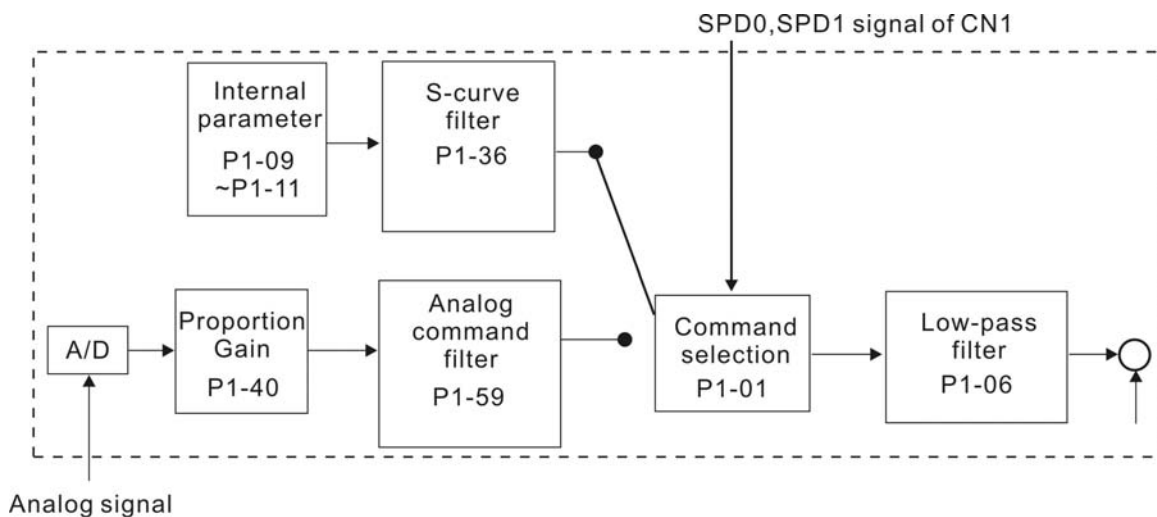 SPD0,SPD1 signal of CN1
Internal
parameter
P1-09
~P1-11
S-curve
filter
P1-36
A/D
Proportion
Gain
P1-40
Analog
command
filter
P1-59
Command
selection
P1-01
Low-pass
filter
P1-06
Analog signal